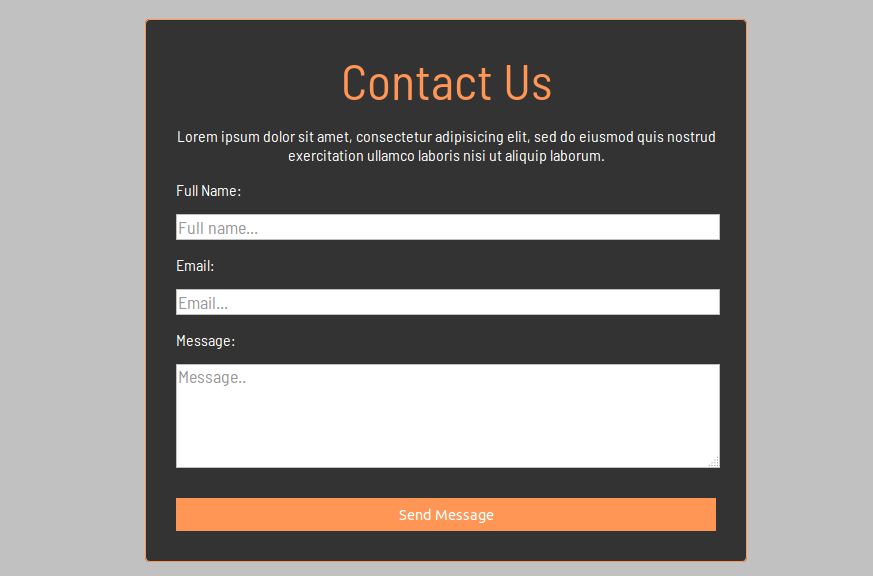 Contact Us
Lorem ipsum dolor sit amet, consectetur adipisicing elit, sed do eiusmod quis nostrud
exercitation ullamco laboris nisi ut aliquip laborum.
Full Name:
Full name...
Email:
Email...
Message:
Message..
Send Message